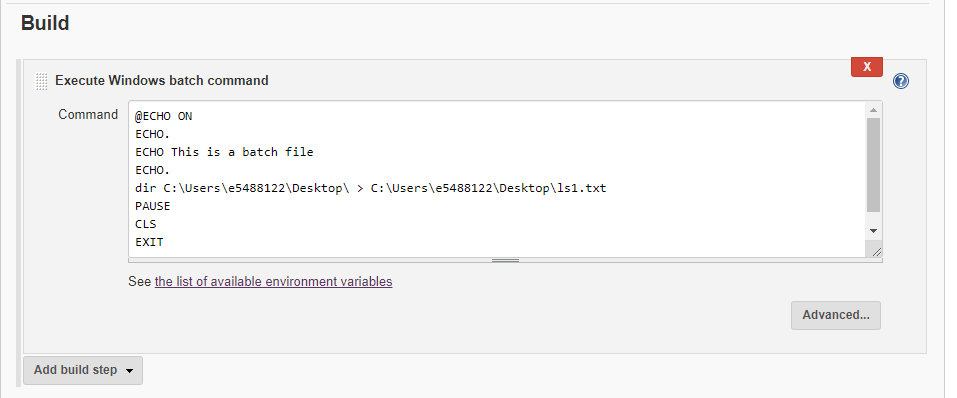 Build
Execute Windows batch command
X
?
Command
@ECHO ON
ECHO.
ECHO This is a batch file
ECHO.
dir C:\Users\e5488122\Desktop\ > C:\Users\e5488122\Desktop\ls1.txt
PAUSE
CLS
EXIT
See the list of available environment variables
Advanced...
Add build step